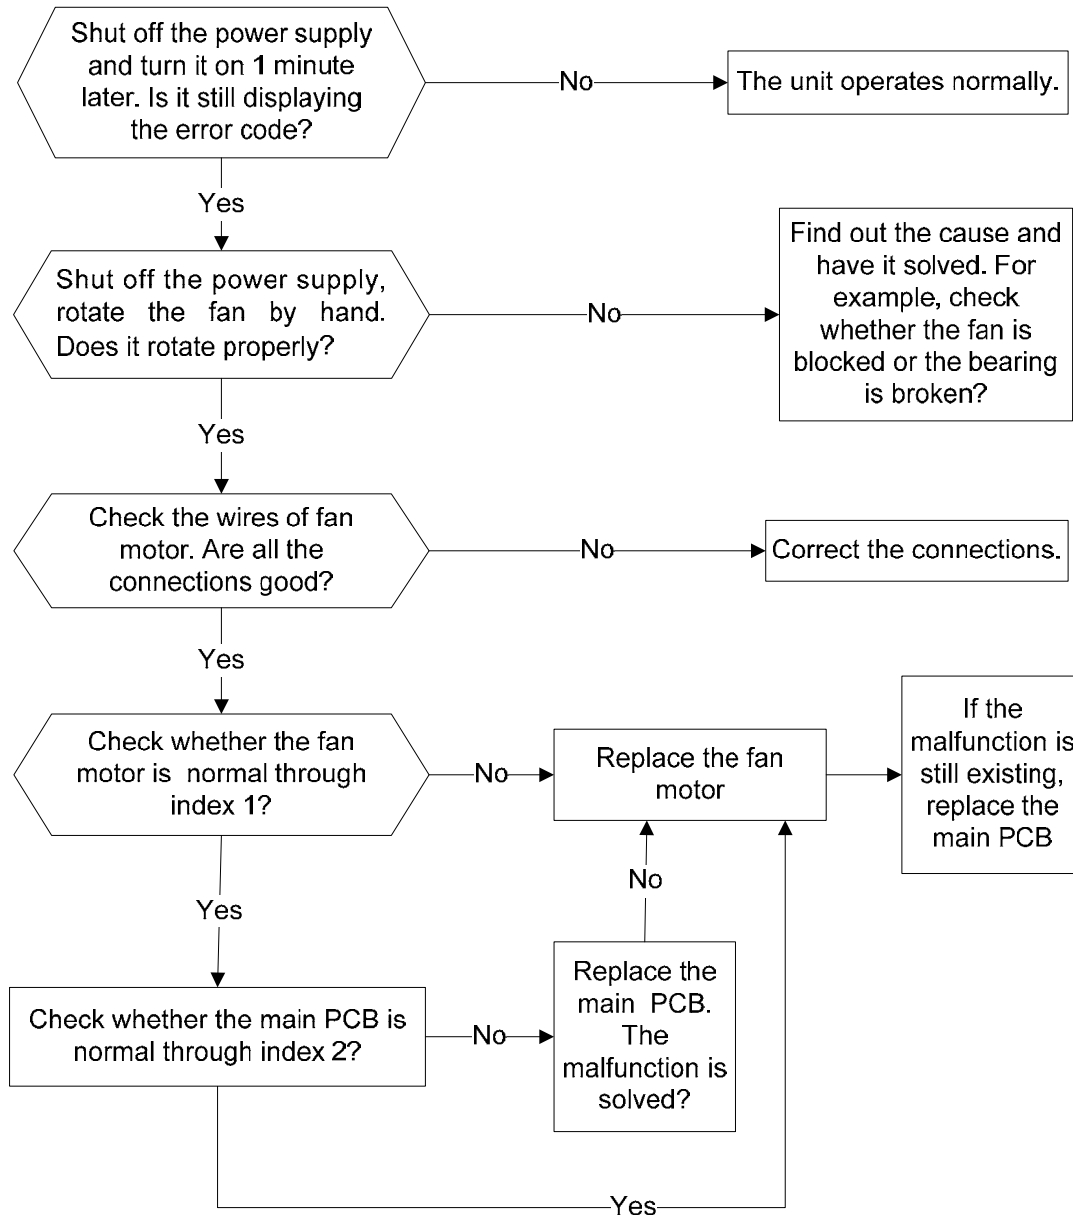 Shut off the power supply
and turn it on 1 minute
later. Is it still displaying
the error code?
No
The unit operates normally.
Yes
Shut off the power supply,
rotate the fan by hand.
Does it rotate properly?
No
Find out the cause and
have it solved. For
example, check
whether the fan is
blocked or the bearing
is broken?
Yes
Check the wires of fan
motor. Are all the
connections good?
No
Correct the connections.
Yes
Check whether the fan
motor is normal through
index 1?
No
Replace the fan
motor
If the
malfunction is
still existing,
replace the
main PCB
Yes
No
Check whether the main PCB is
normal through index 2?
No
Replace the
main PCB.
The
malfunction is
solved?
Yes